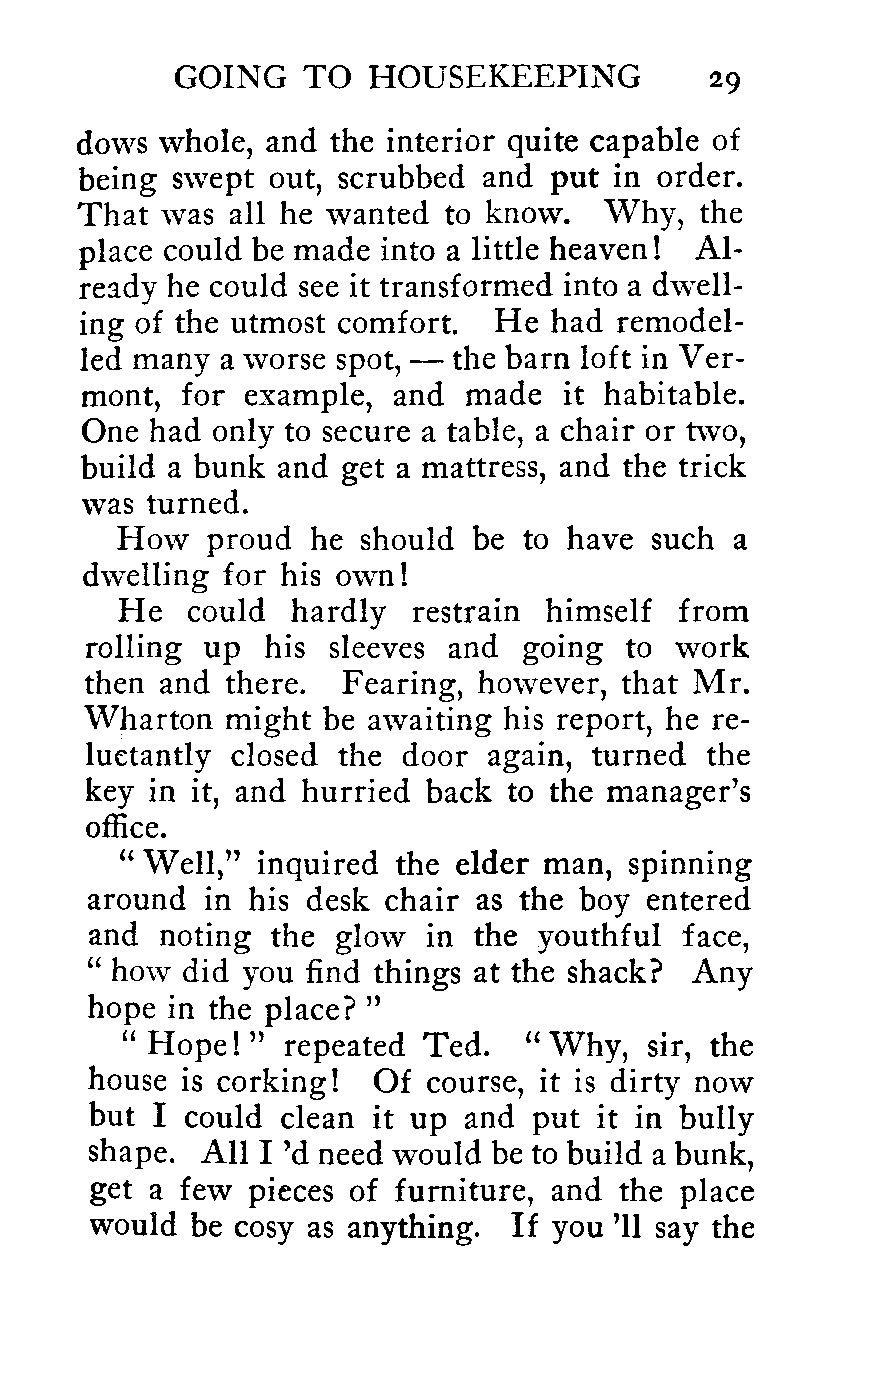 GOING TO HOUSEKEEPING 29
dows whole, and the interior quite capable of
being swept out, scrubbed and put in order.
That was all he wanted to know. Why, the
place could be made into a little heaven! Al-
ready he could see it transformed into a dwell-
ing of the utmost comfort. He had remodel-
led many a worse spot, — the barn loft in Ver-
mont, for example, and made it habitable.
One had only to secure a table, a chair or two,
build a bunk and get a mattress, and the trick
was turned.
How proud he should be to have such a
dwelling for his own!
He could hardly restrain himself from
rolling up his sleeves and going to work
then and there. Fearing, however, that Mr.
Wharton might be awaiting his report, he re-
luctantly closed the door again, turned the
key in it, and hurried back to the manager's
office.
" Well," inquired the elder man, spinning
around in his desk chair as the boy entered
and noting the glow in the youthful face,
" how did you find things at the shack? Any
hope in the place? "
" Hope! " repeated Ted. " Why, sir, the
house is corking! Of course, it is dirty now
but I could clean it up and put it in bully
shape. All I 'd need would be to build a bunk,
get a few pieces of furniture, and the place
would be cosy as anything. If you 'll say the